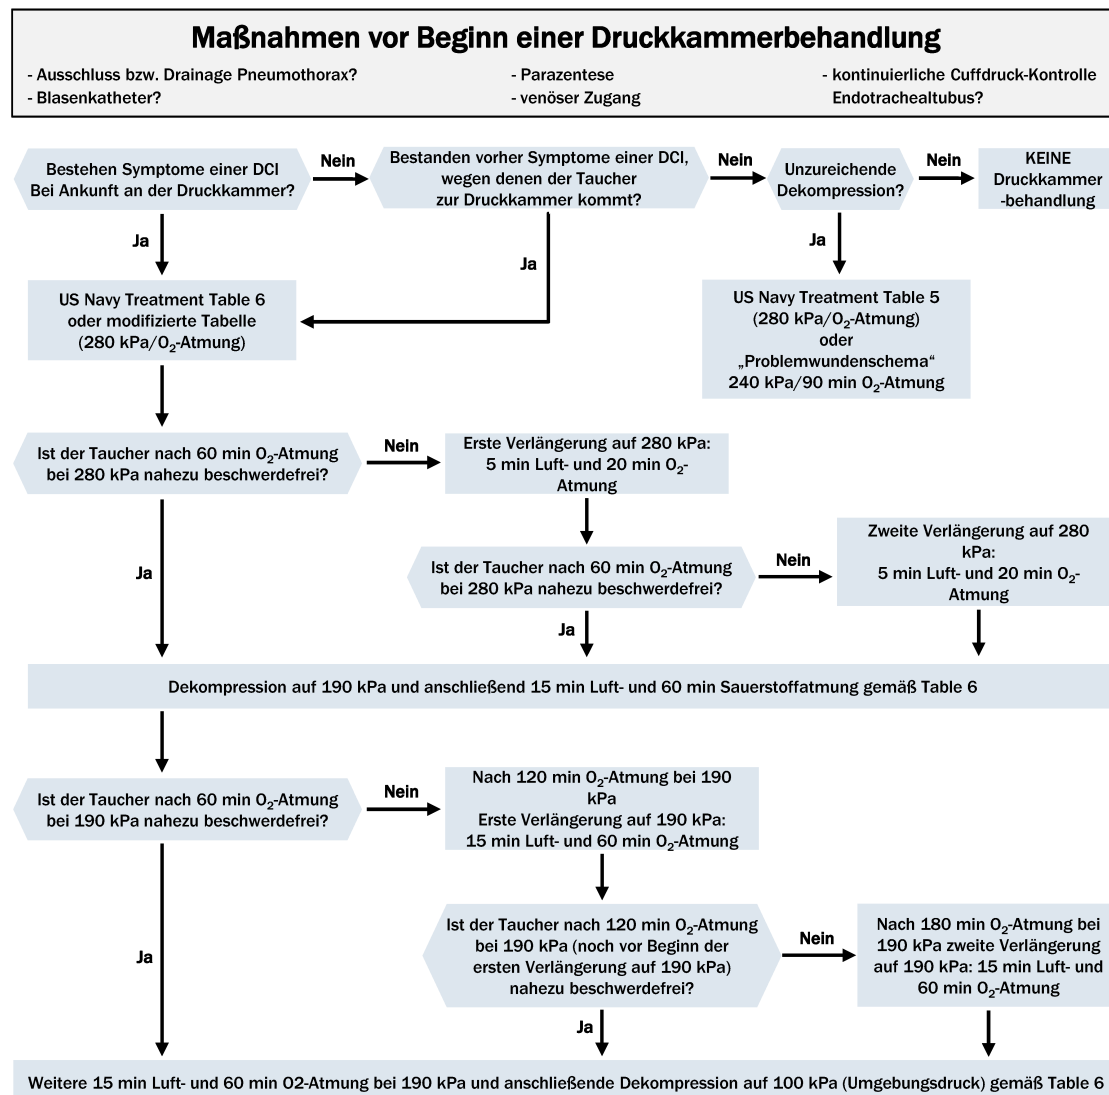 Maßnahmen vor Beginn einer Druckkammerbehandlung
- Ausschluss bzw. Drainage Pneumothorax?
- Blasenkatheter?
- Parazentese
- venöser Zugang
- kontinuierliche Cuffdruck-Kontrolle
Endotrachealtubus?
Bestehen Symptome einer DCI
Bei Ankunft an der Druckkammer?
Nein
Bestanden vorher Symptome einer DCI,
wegen denen der Taucher
zur Druckkammer kommt?
Nein
Unzureichende
Dekompression?
Nein
KEINE
Druckkammer
-behandlung
Ja
Ja
Ja
US Navy Treatment Table 6
oder modifizierte Tabelle
(280 kPa/O₂-Atmung)
US Navy Treatment Table 5
(280 kPa/O₂-Atmung)
oder
„Problemwundenschema“
240 kPa/90 min O₂-Atmung
Ist der Taucher nach 60 min O₂-Atmung
bei 280 kPa nahezu beschwerdefrei?
Nein
Erste Verlängerung auf 280 kPa:
5 min Luft- und 20 min O₂-
Atmung
Ja
Ist der Taucher nach 60 min O₂-Atmung
bei 280 kPa nahezu beschwerdefrei?
Nein
Zweite Verlängerung auf 280
kPa:
5 min Luft- und 20 min O₂-
Atmung
Ja
Dekompression auf 190 kPa und anschließend 15 min Luft- und 60 min Sauerstoffatmung gemäß Table 6
Ist der Taucher nach 60 min O₂-Atmung
bei 190 kPa nahezu beschwerdefrei?
Nein
Nach 120 min O₂-Atmung bei 190
kPa
Erste Verlängerung auf 190 kPa:
15 min Luft- und 60 min O₂-Atmung
Ja
Ist der Taucher nach 120 min O₂-Atmung
bei 190 kPa (noch vor Beginn der
ersten Verlängerung auf 190 kPa)
nahezu beschwerdefrei?
Nein
Nach 180 min O₂-Atmung bei
190 kPa zweite Verlängerung
auf 190 kPa: 15 min Luft- und
60 min O₂-Atmung
Ja
Weitere 15 min Luft- und 60 min O2-Atmung bei 190 kPa und anschließende Dekompression auf 100 kPa (Umgebungsdruck) gemäß Table 6